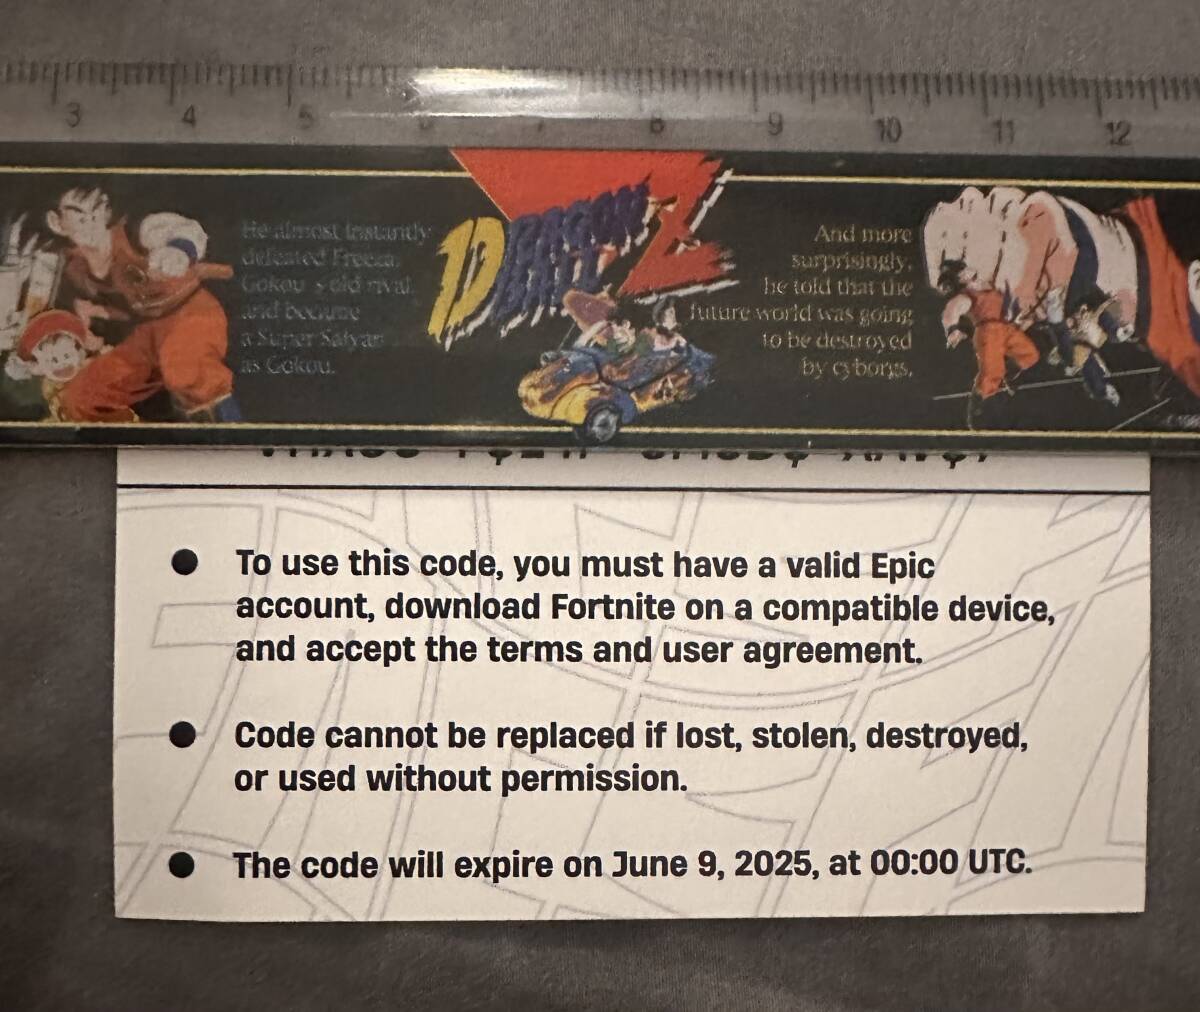 3 4 5 6 7 8 9 10 11 12
He almost instantly
defeated Freeza,
Gokou's old rival,
and became
a Super Saiyan
as Gokou.
DRAGON
BALL Z
And more
surprisingly,
he told that the
future world was going
to be destroyed
by cyborgs.
● To use this code, you must have a valid Epic
account, download Fortnite on a compatible device,
and accept the terms and user agreement.
● Code cannot be replaced if lost, stolen, destroyed,
or used without permission.
● The code will expire on June 9, 2025, at 00:00 UTC.